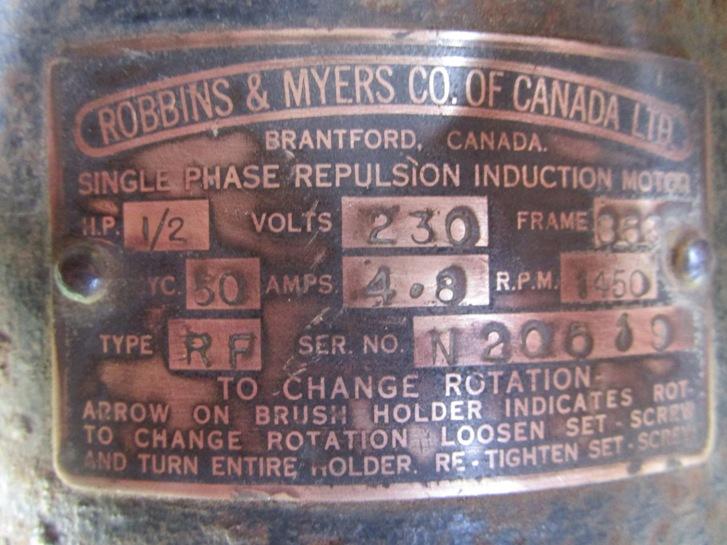 ROBBINS & MYERS CO. OF CANADA LTD.
BRANTFORD, CANADA.
SINGLE PHASE REPULSION INDUCTION MOTOR
H.P. 1/2 VOLTS 230 FRAME
YC. 50 AMPS. 4.8 R.P.M. 1450
TYPE RF SER. NO.
TO CHANGE ROTATION-
ARROW ON BRUSH HOLDER INDICATES ROT-
TO CHANGE ROTATION LOOSEN SET-SCREW
AND TURN ENTIRE HOLDER. RE-TIGHTEN SET-SCREW